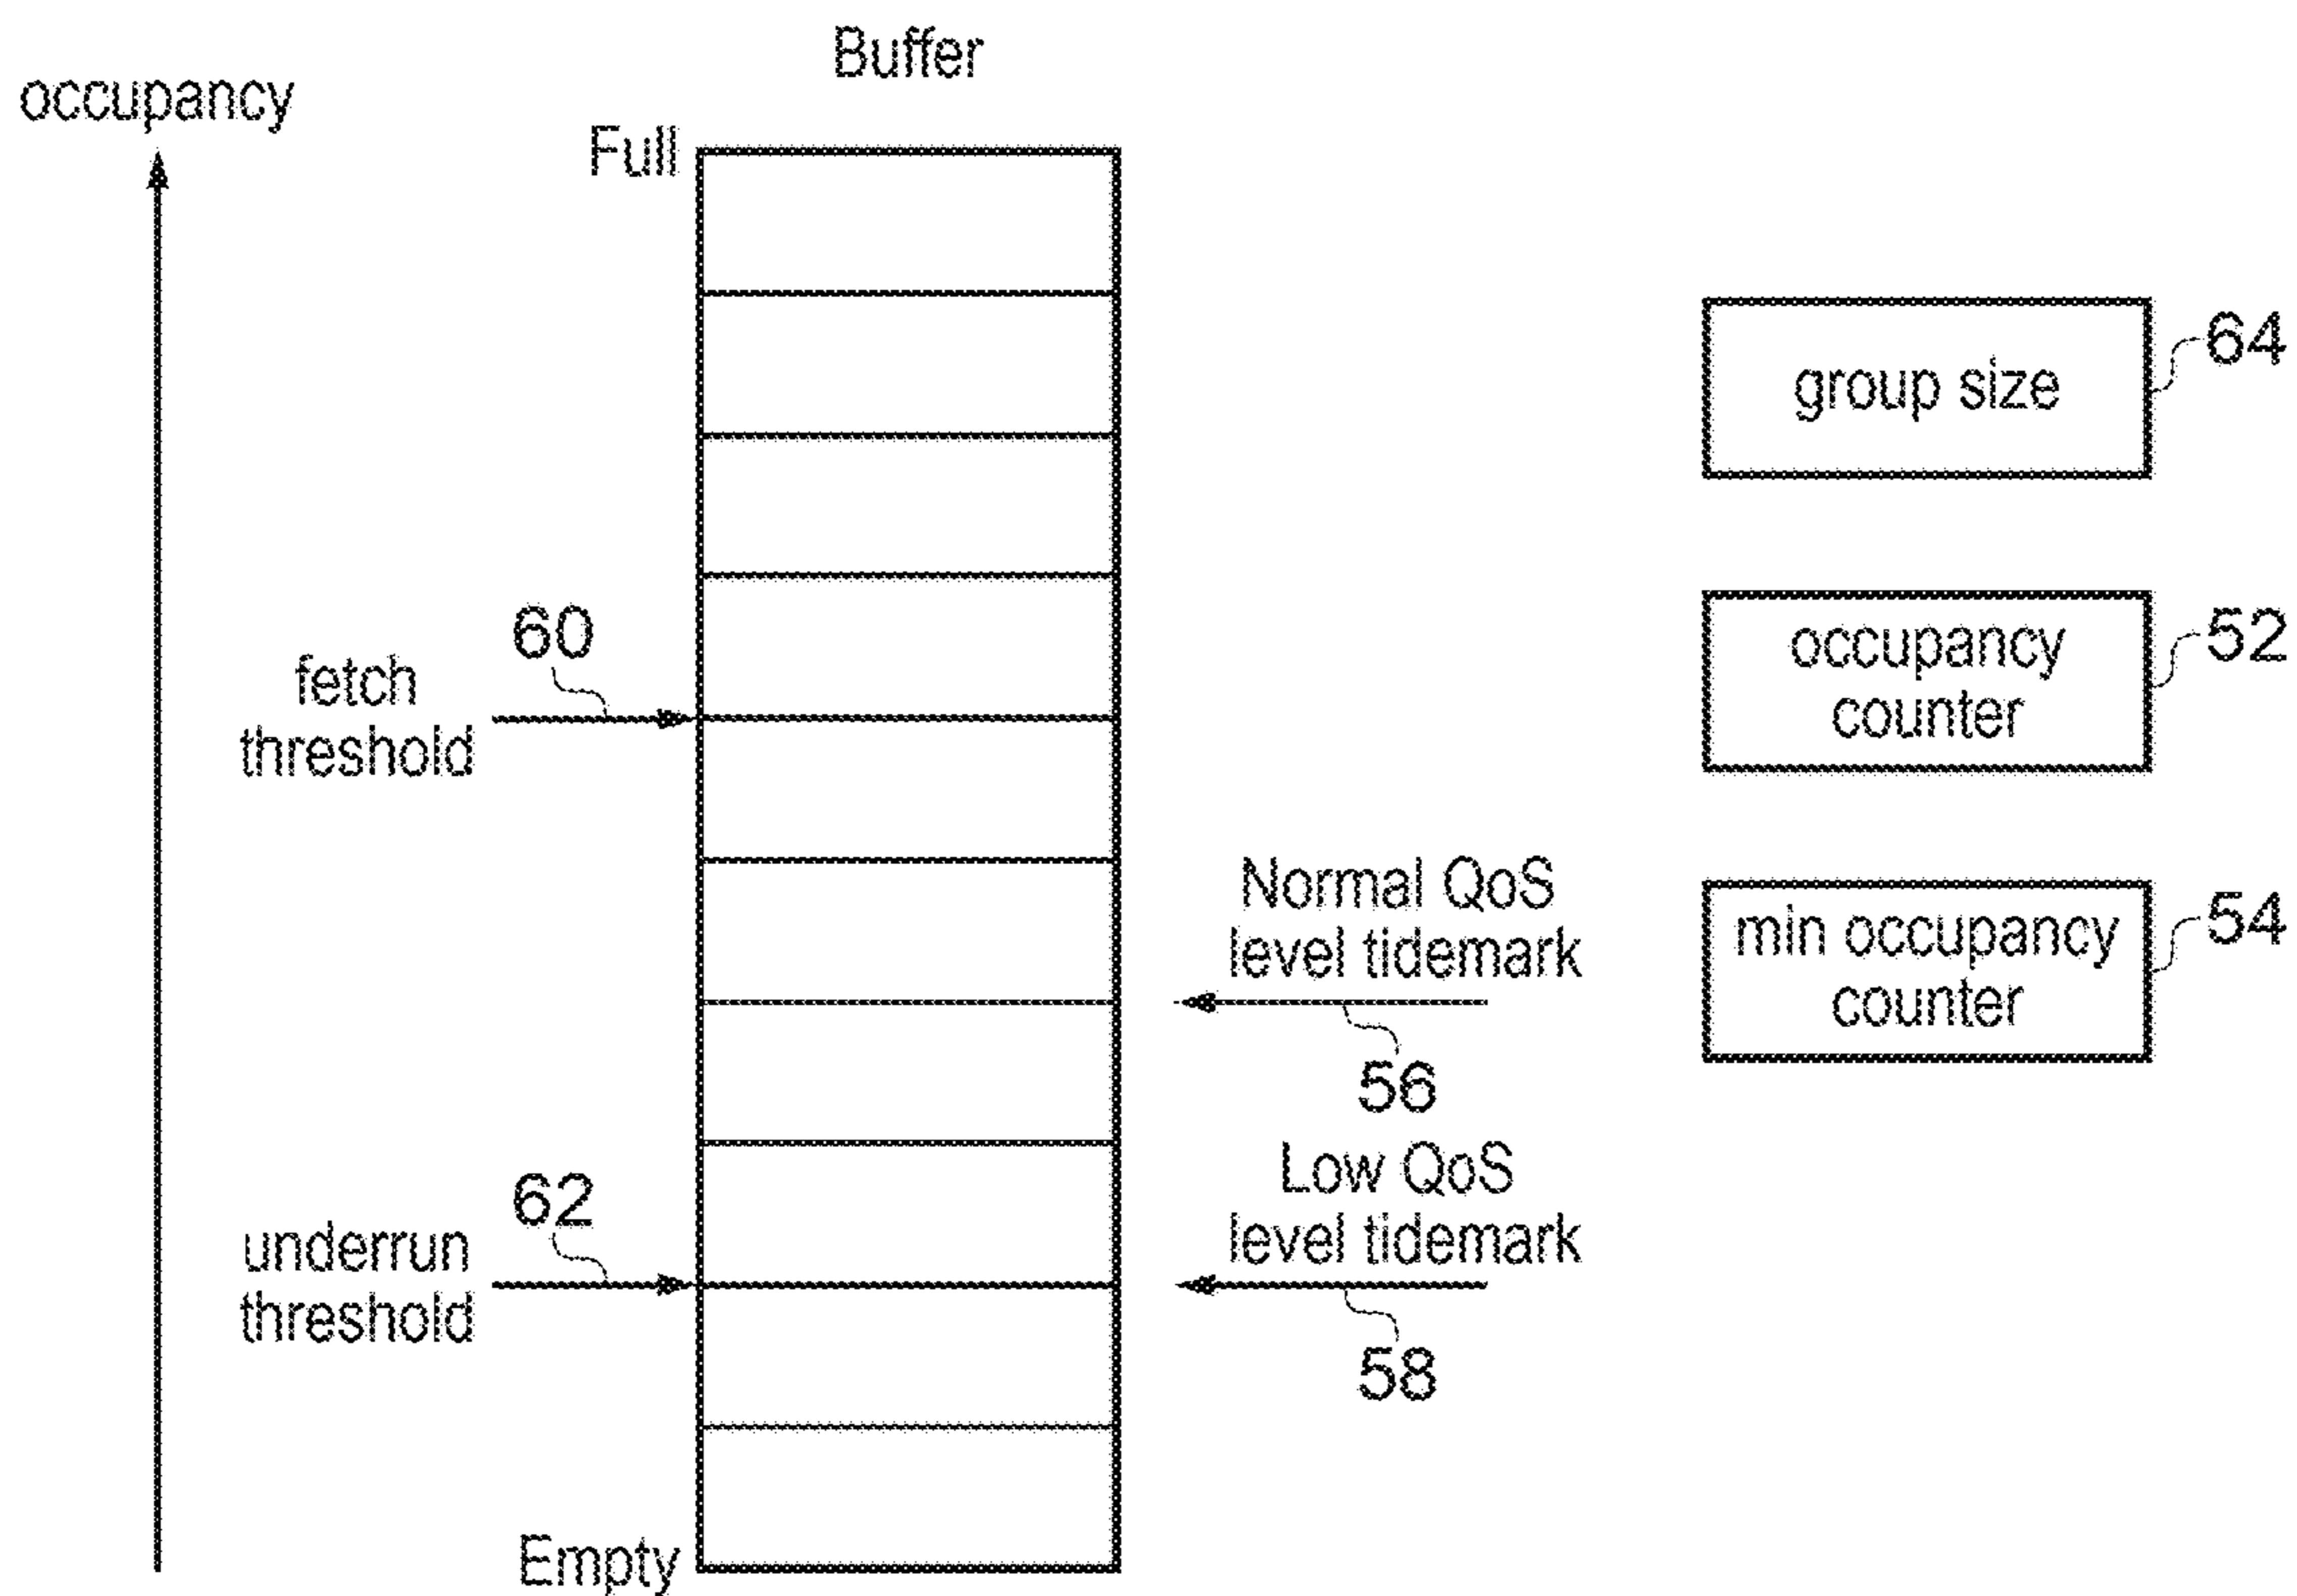 Buffer
occupancy
Full
group size
64
60
fetch
threshold
occupancy
counter
52
Normal QoS
level tidemark
56
min occupancy
counter
54
62
underrun
threshold
Low QoS
level tidemark
58
Empty